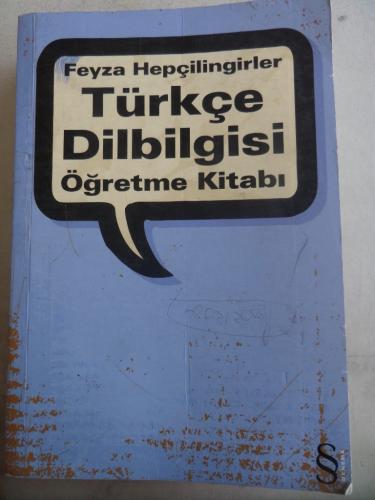 Feyza Hepçilingirler
Türkçe
Dilbilgisi
Öğretme Kitabı